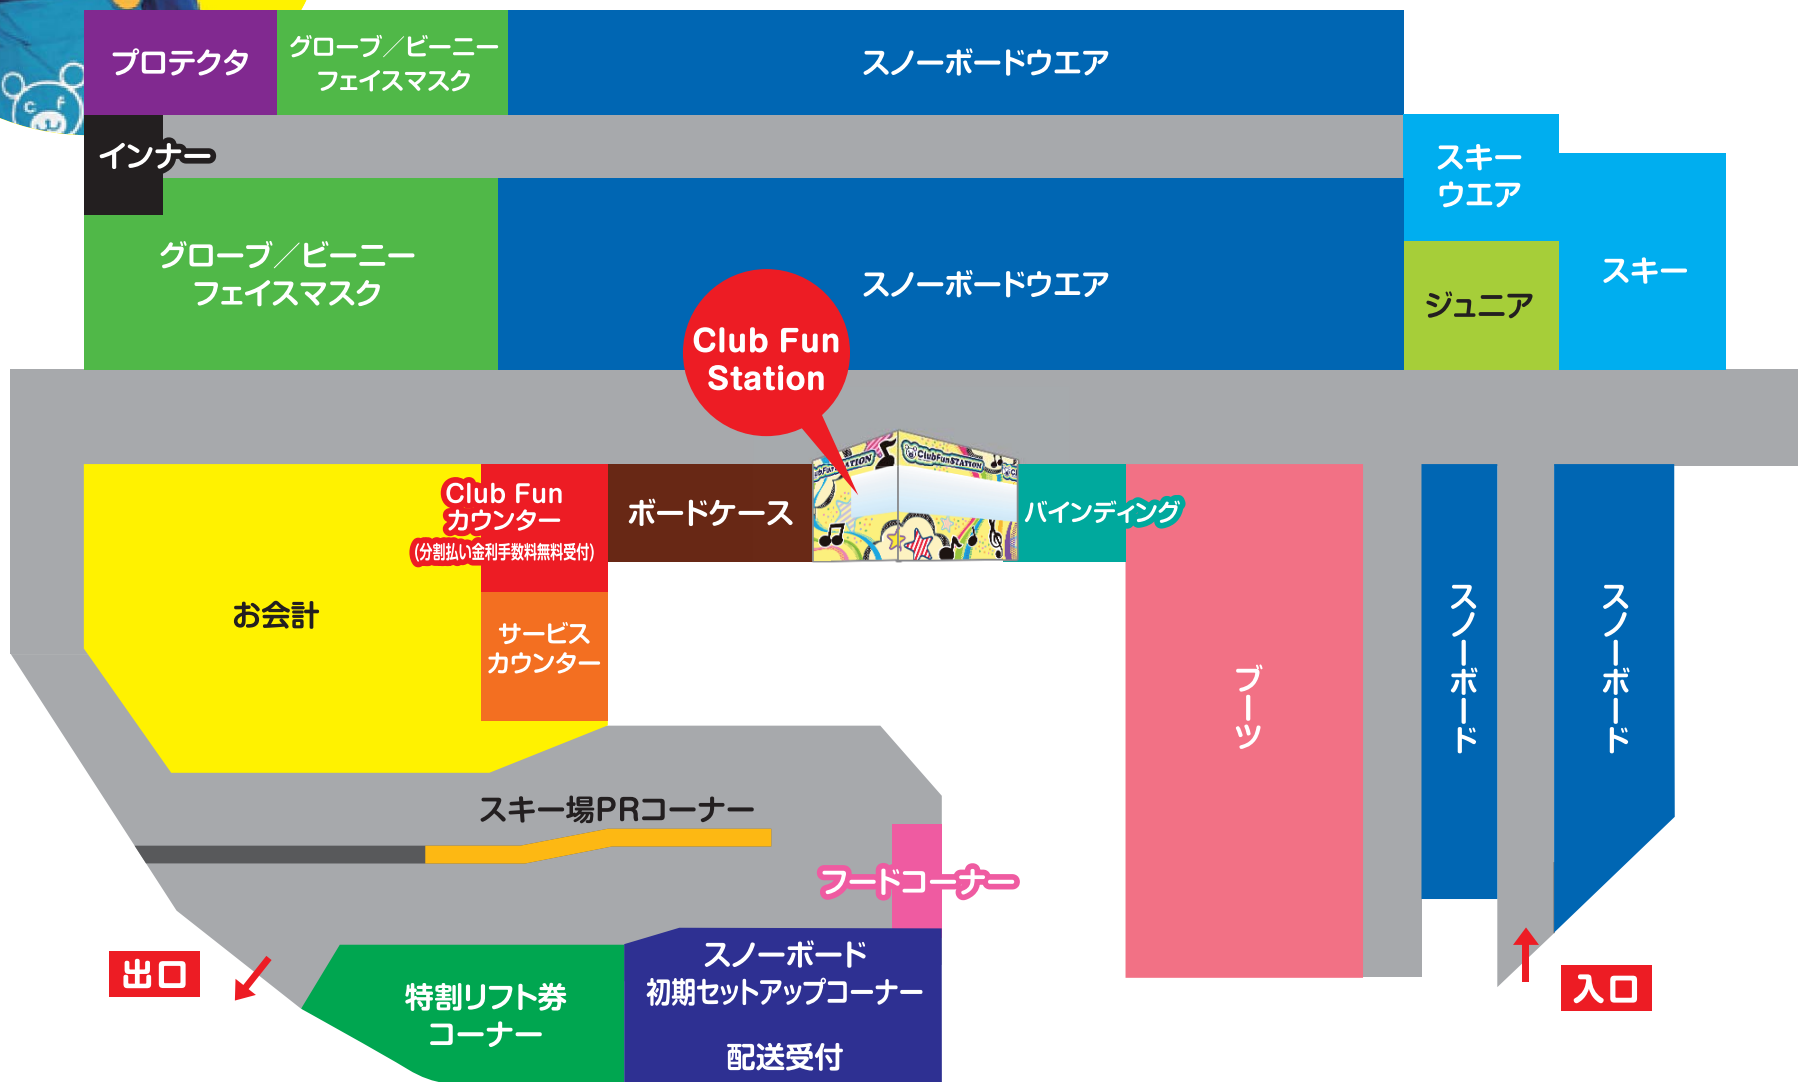 プロテクタ
グローブ／ビーニー
フェイスマスク
スノーボードウエア
インナー
スキー
ウエア
グローブ／ビーニー
フェイスマスク
スノーボードウエア
ジュニア
スキー
Club Fun
Station
Club Fun
カウンター
(分割払い金利手数料無料受付)
ボードケース
ClubFunSTATION
バインディング
お会計
サービス
カウンター
ブーツ
スノーボード
スノーボード
スキー場PRコーナー
フードコーナー
出口
特割リフト券
コーナー
スノーボード
初期セットアップコーナー
配送受付
入口